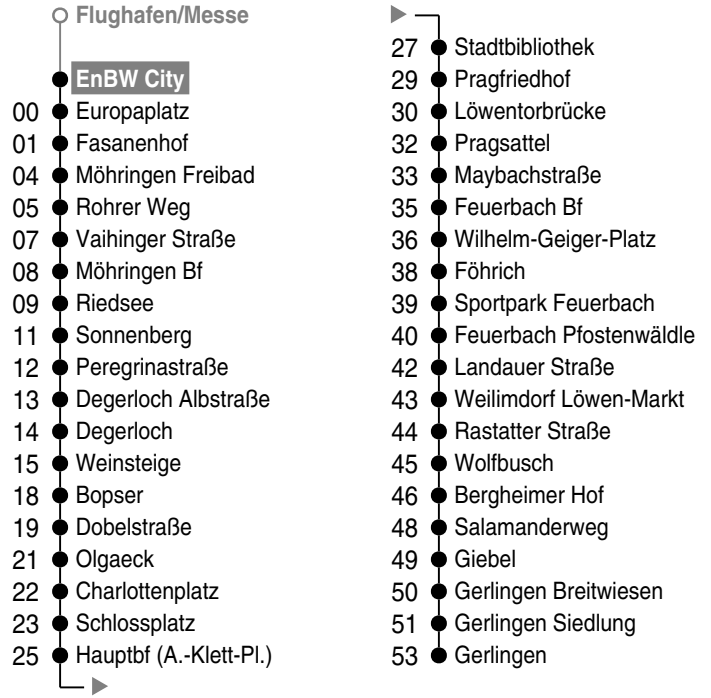 Flughafen/Messe
EnBW City
00 Europaplatz
01 Fasanenhof
04 Möhringen Freibad
05 Rohrer Weg
07 Vaihinger Straße
08 Möhringen Bf
09 Riedsee
11 Sonnenberg
12 Peregrinastraße
13 Degerloch Albstraße
14 Degerloch
15 Weinsteige
18 Bopser
19 Dobelstraße
21 Olgaeck
22 Charlottenplatz
23 Schlossplatz
25 Hauptbf (A.-Klett-Pl.)
27 Stadtbibliothek
29 Pragfriedhof
30 Löwentorbrücke
32 Pragsattel
33 Maybachstraße
35 Feuerbach Bf
36 Wilhelm-Geiger-Platz
38 Föhrich
39 Sportpark Feuerbach
40 Feuerbach Pfostenwäldle
42 Landauer Straße
43 Weilimdorf Löwen-Markt
44 Rastatter Straße
45 Wolfbusch
46 Bergheimer Hof
48 Salamanderweg
49 Giebel
50 Gerlingen Breitwiesen
51 Gerlingen Siedlung
53 Gerlingen